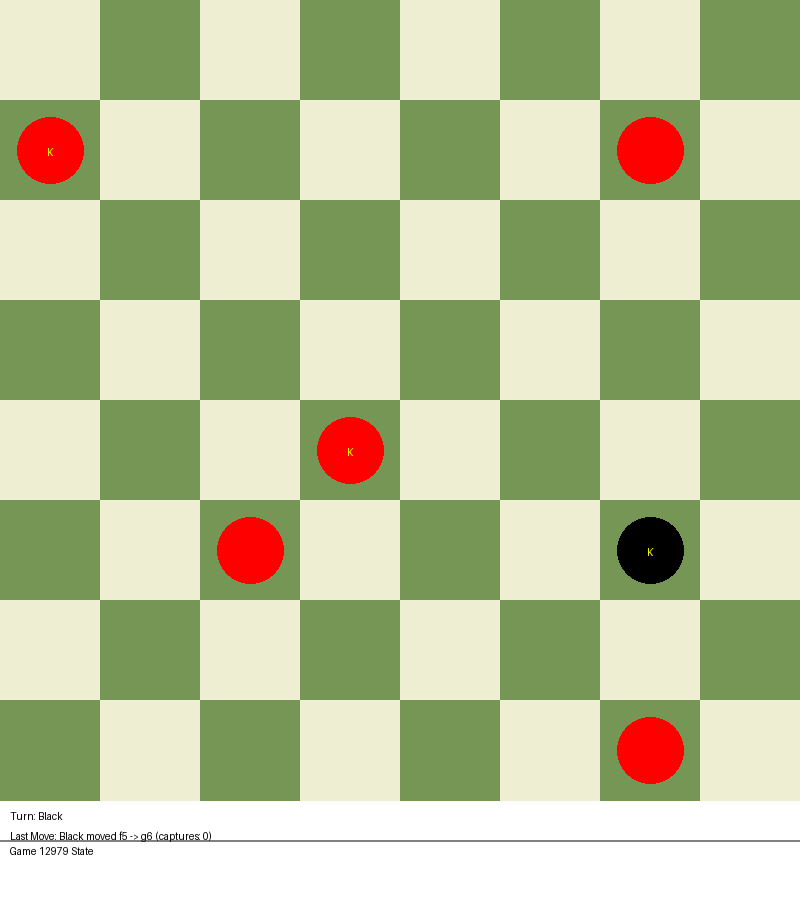 K
K
K
Turn: Black
Last Move: Black moved f5 -> g6 (captures: 0)
Game 12979 State